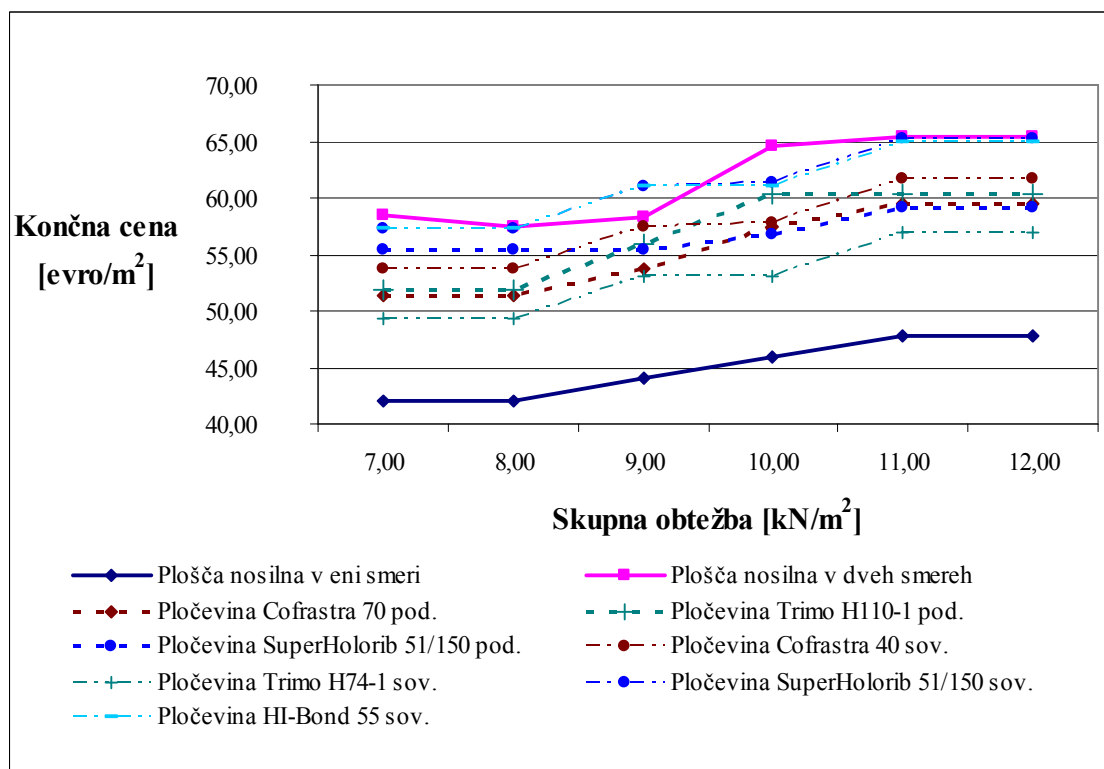 70,00
65,00
60,00
55,00
50,00
45,00
40,00
Končna cena
[evro/m²]
7,00 8,00 9,00 10,00 11,00 12,00
Skupna obtežba [kN/m²]
Plošča nosilna v eni smeri Plošča nosilna v dveh smereh
Pločevina Cofrastra 70 pod. Pločevina Trimo H110-1 pod.
Pločevina SuperHolorib 51/150 pod. Pločevina Cofrastra 40 sov.
Pločevina Trimo H74-1 sov. Pločevina SuperHolorib 51/150 sov.
Pločevina HI-Bond 55 sov.